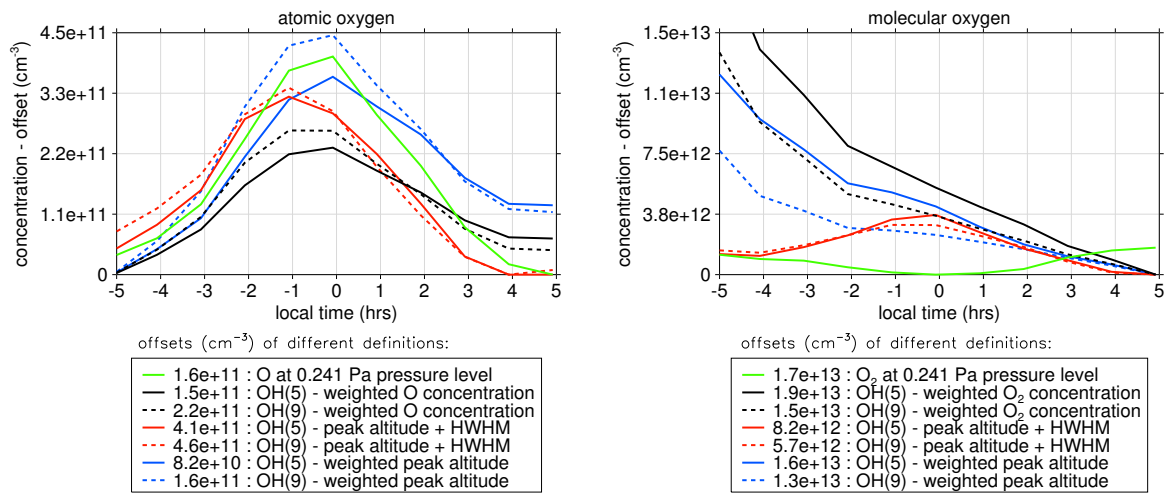 atomic oxygen
concentration - offset (cm-3)
4.5e+11
3.3e+11
2.2e+11
1.1e+11
0
-5 -4 -3 -2 -1 0 1 2 3 4 5
local time (hrs)
offsets (cm-3) of different definitions:
1.6e+11 : O at 0.241 Pa pressure level
1.5e+11 : OH(5) - weighted O concentration
2.2e+11 : OH(9) - weighted O concentration
4.1e+11 : OH(5) - peak altitude + HWHM
4.6e+11 : OH(9) - peak altitude + HWHM
8.2e+10 : OH(5) - weighted peak altitude
1.6e+11 : OH(9) - weighted peak altitude
molecular oxygen
concentration - offset (cm-3)
1.5e+13
1.1e+13
7.5e+12
3.8e+12
0
-5 -4 -3 -2 -1 0 1 2 3 4 5
local time (hrs)
offsets (cm-3) of different definitions:
1.7e+13 : O2 at 0.241 Pa pressure level
1.9e+13 : OH(5) - weighted O2 concentration
1.5e+13 : OH(9) - weighted O2 concentration
8.2e+12 : OH(5) - peak altitude + HWHM
5.7e+12 : OH(9) - peak altitude + HWHM
1.6e+13 : OH(5) - weighted peak altitude
1.3e+13 : OH(9) - weighted peak altitude